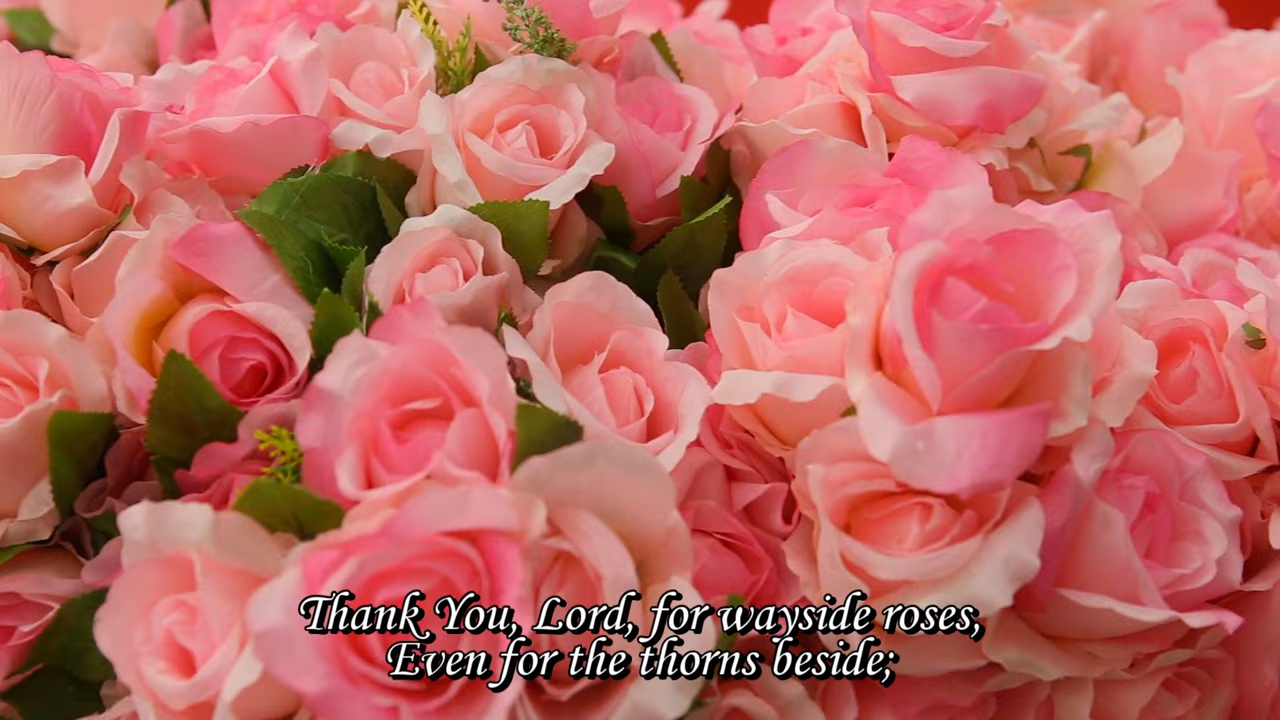 Thank You, Lord, for wayside roses,
Even for the thorns beside;